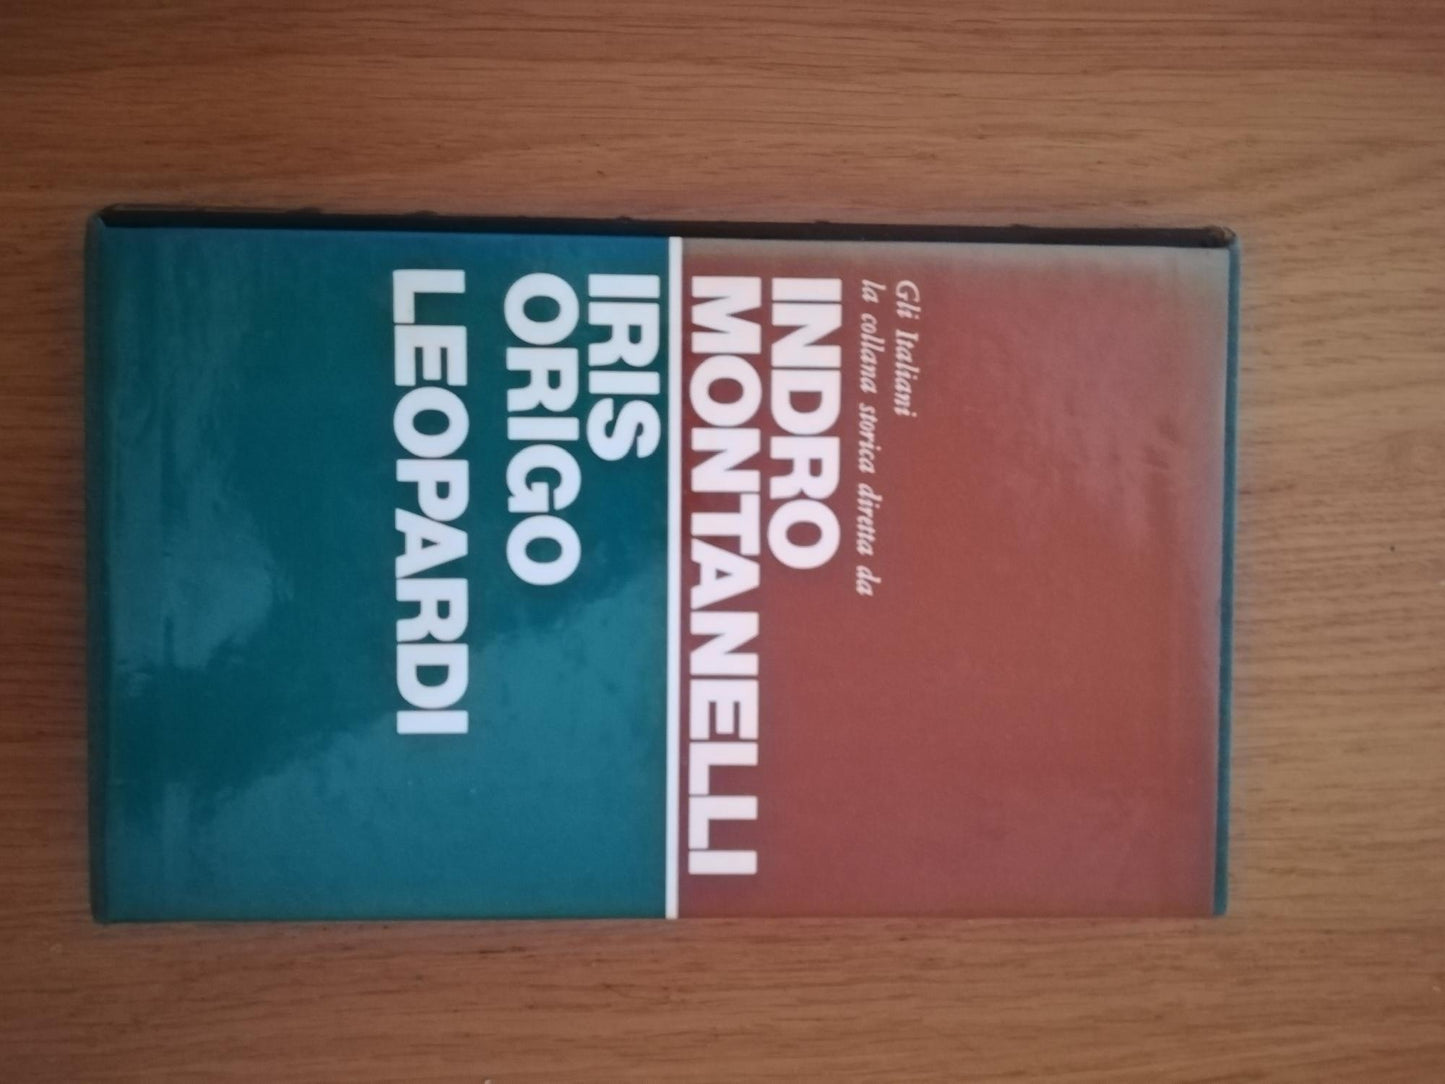 Gli Italiani
la collana storica diretta da
INDRO
MONTANELLI
IRIS
ORIGO
LEOPARDI